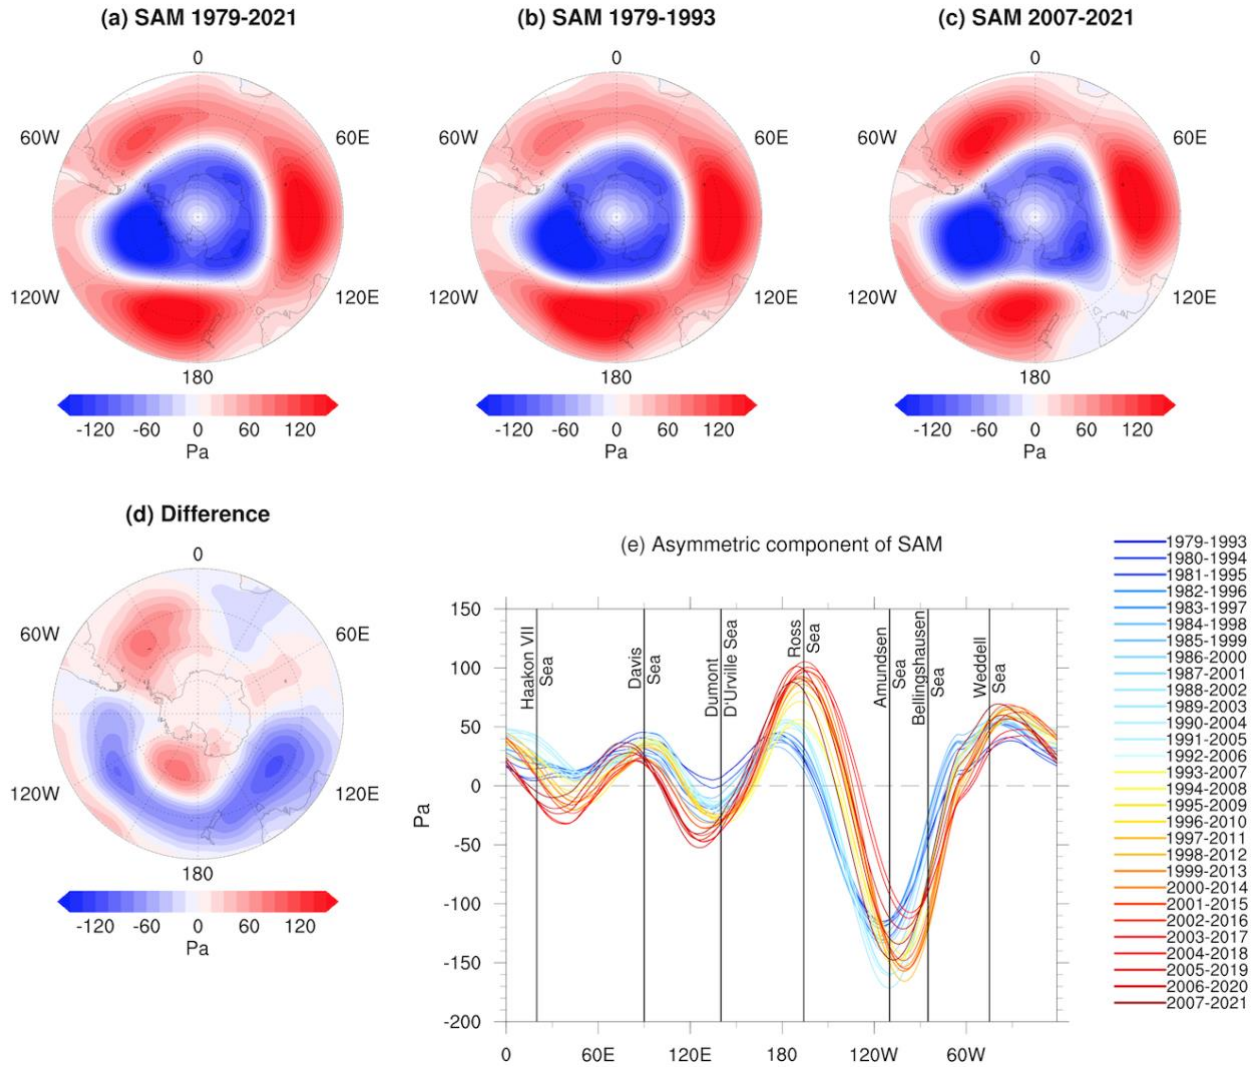 (a) SAM 1979-2021
(b) SAM 1979-1993
(c) SAM 2007-2021
0
0
0
60W
60E
60W
60E
60W
60E
120W
120E
120W
120E
120W
120E
180
180
180
-120 -60 0 60 120
Pa
-120 -60 0 60 120
Pa
-120 -60 0 60 120
Pa
(d) Difference
0
60W
60E
120W
120E
180
-120 -60 0 60 120
Pa
(e) Asymmetric component of SAM
150
100
50
0
-50
-100
-150
-200
Pa
Haakon VII
Sea
Davis
Sea
Dumont
D'Urville Sea
Ross
Sea
Amundsen
Sea
Bellingshausen
Sea
Weddell
Sea
0 60E 120E 180 120W 60W
1979-1993
1980-1994
1981-1995
1982-1996
1983-1997
1984-1998
1985-1999
1986-2000
1987-2001
1988-2002
1989-2003
1990-2004
1991-2005
1992-2006
1993-2007
1994-2008
1995-2009
1996-2010
1997-2011
1998-2012
1999-2013
2000-2014
2001-2015
2002-2016
2003-2017
2004-2018
2005-2019
2006-2020
2007-2021